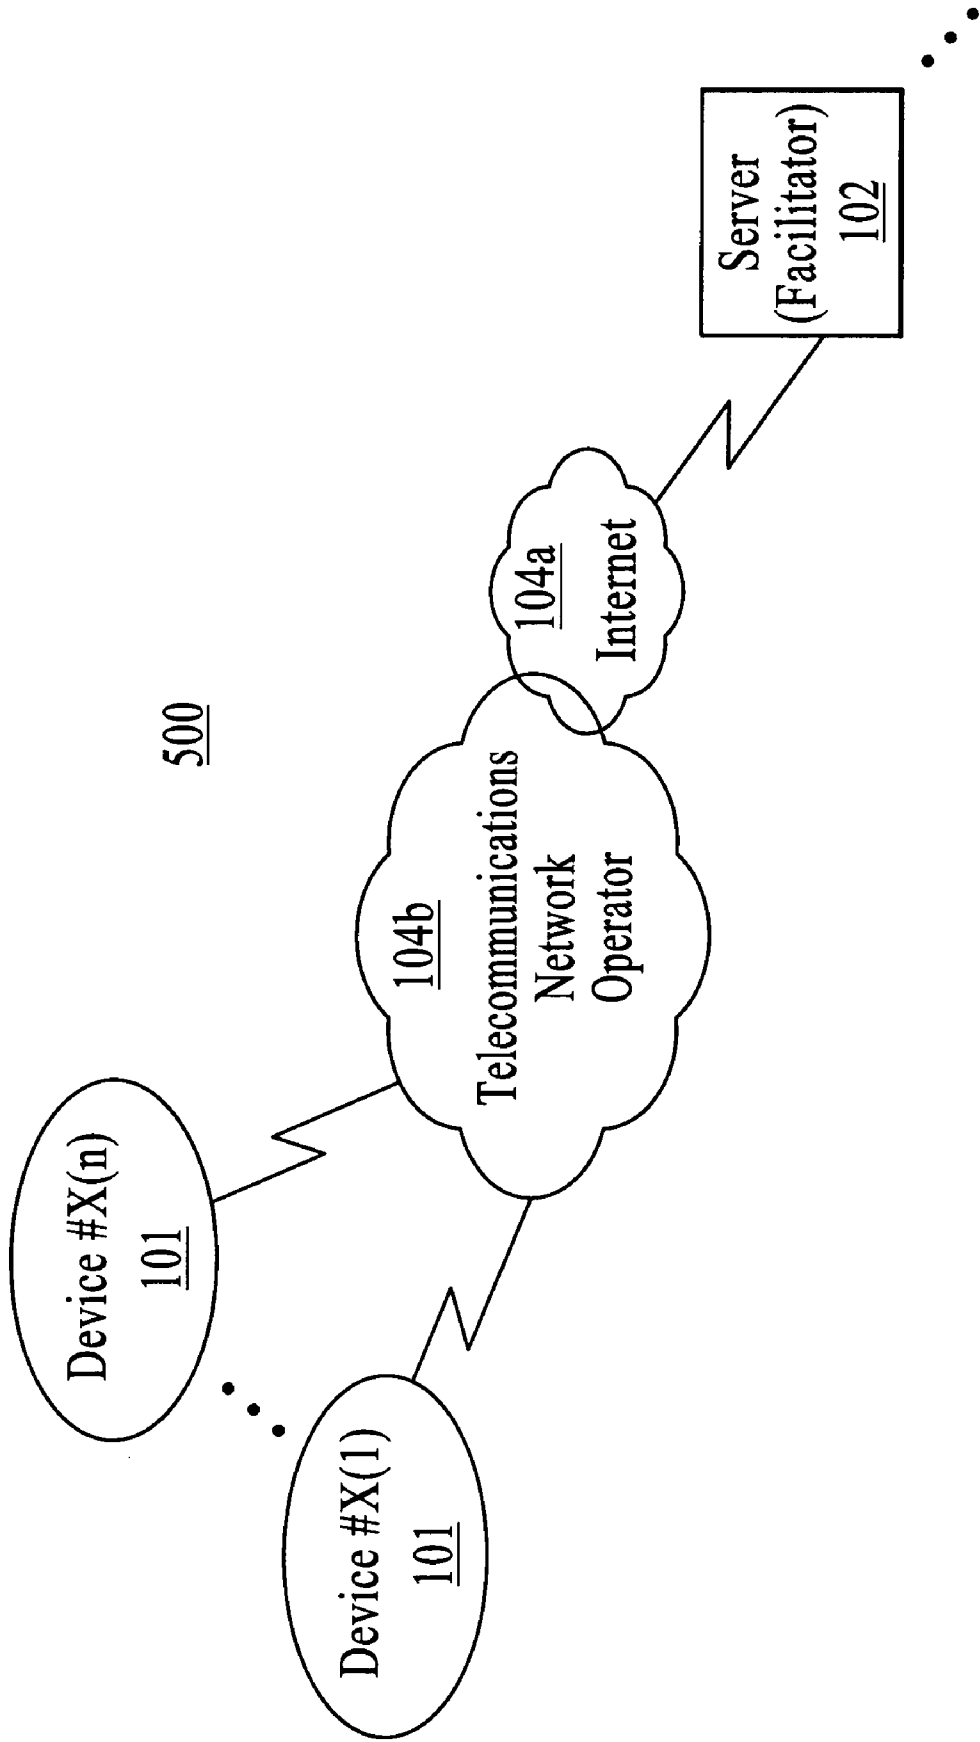 500
Device #X(n)
101
Device #X(1)
101
104b
Telecommunications
Network
Operator
104a
Internet
Server
(Facilitator)
102